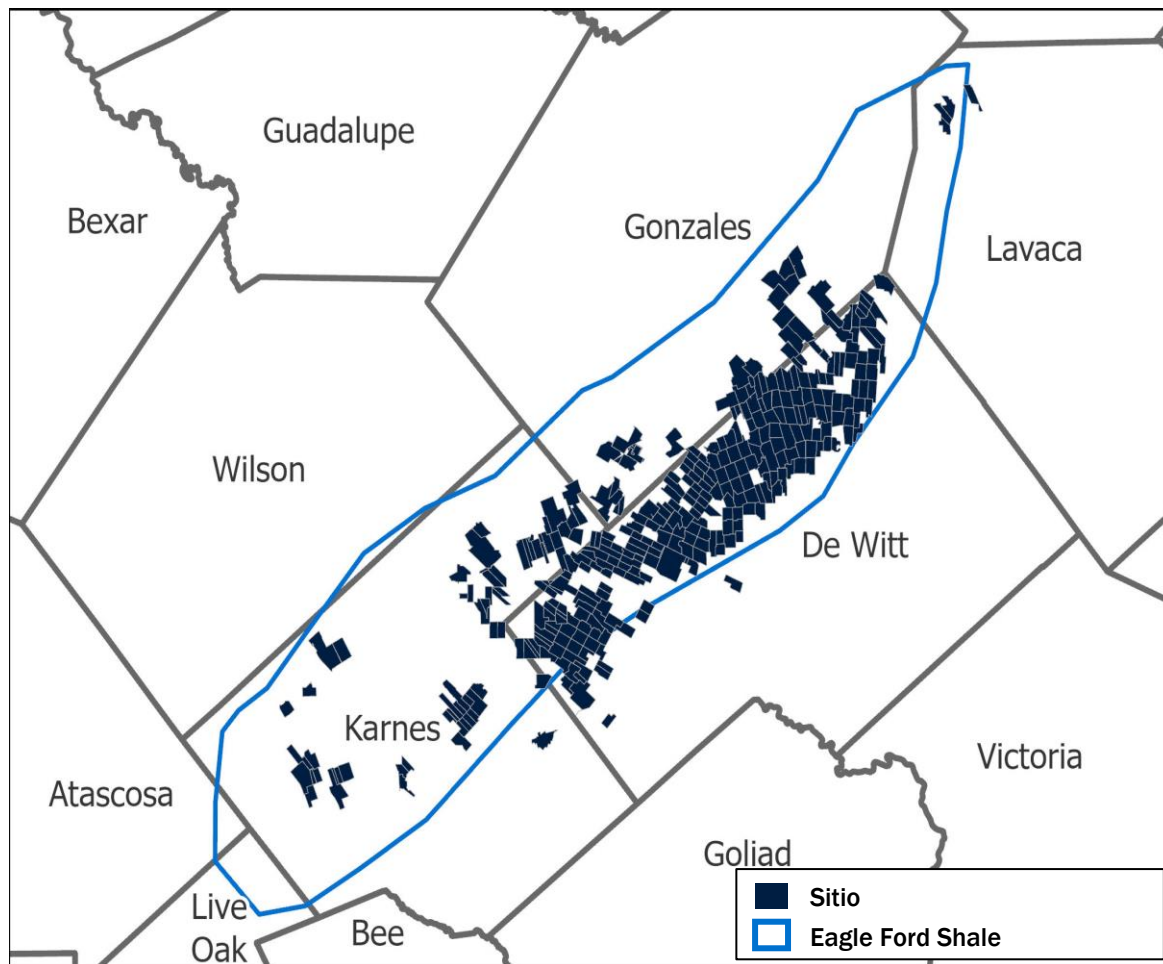 Guadalupe
Bexar
Gonzales
Lavaca
Wilson
De Witt
Karnes
Victoria
Atascosa
Goliad
Live
Oak
Bee
Sitio
Eagle Ford Shale